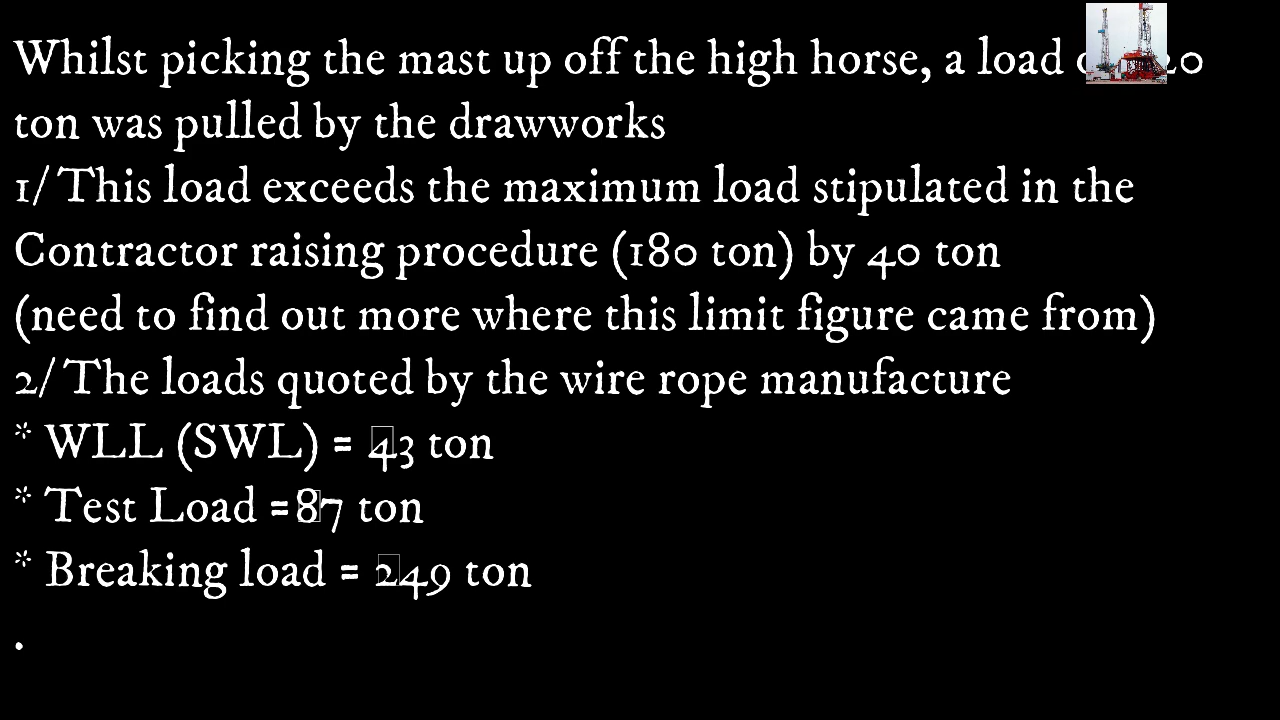 Whilst picking the mast up off the high horse, a load
ton was pulled by the drawworks
1/ This load exceeds the maximum load stipulated in the
Contractor raising procedure (180 ton) by 40 ton
(need to find out more where this limit figure came from)
2/ The loads quoted by the wire rope manufacture
* WLL (SWL) = 43 ton
* Test Load =87 ton
* Breaking load = 249 ton
.